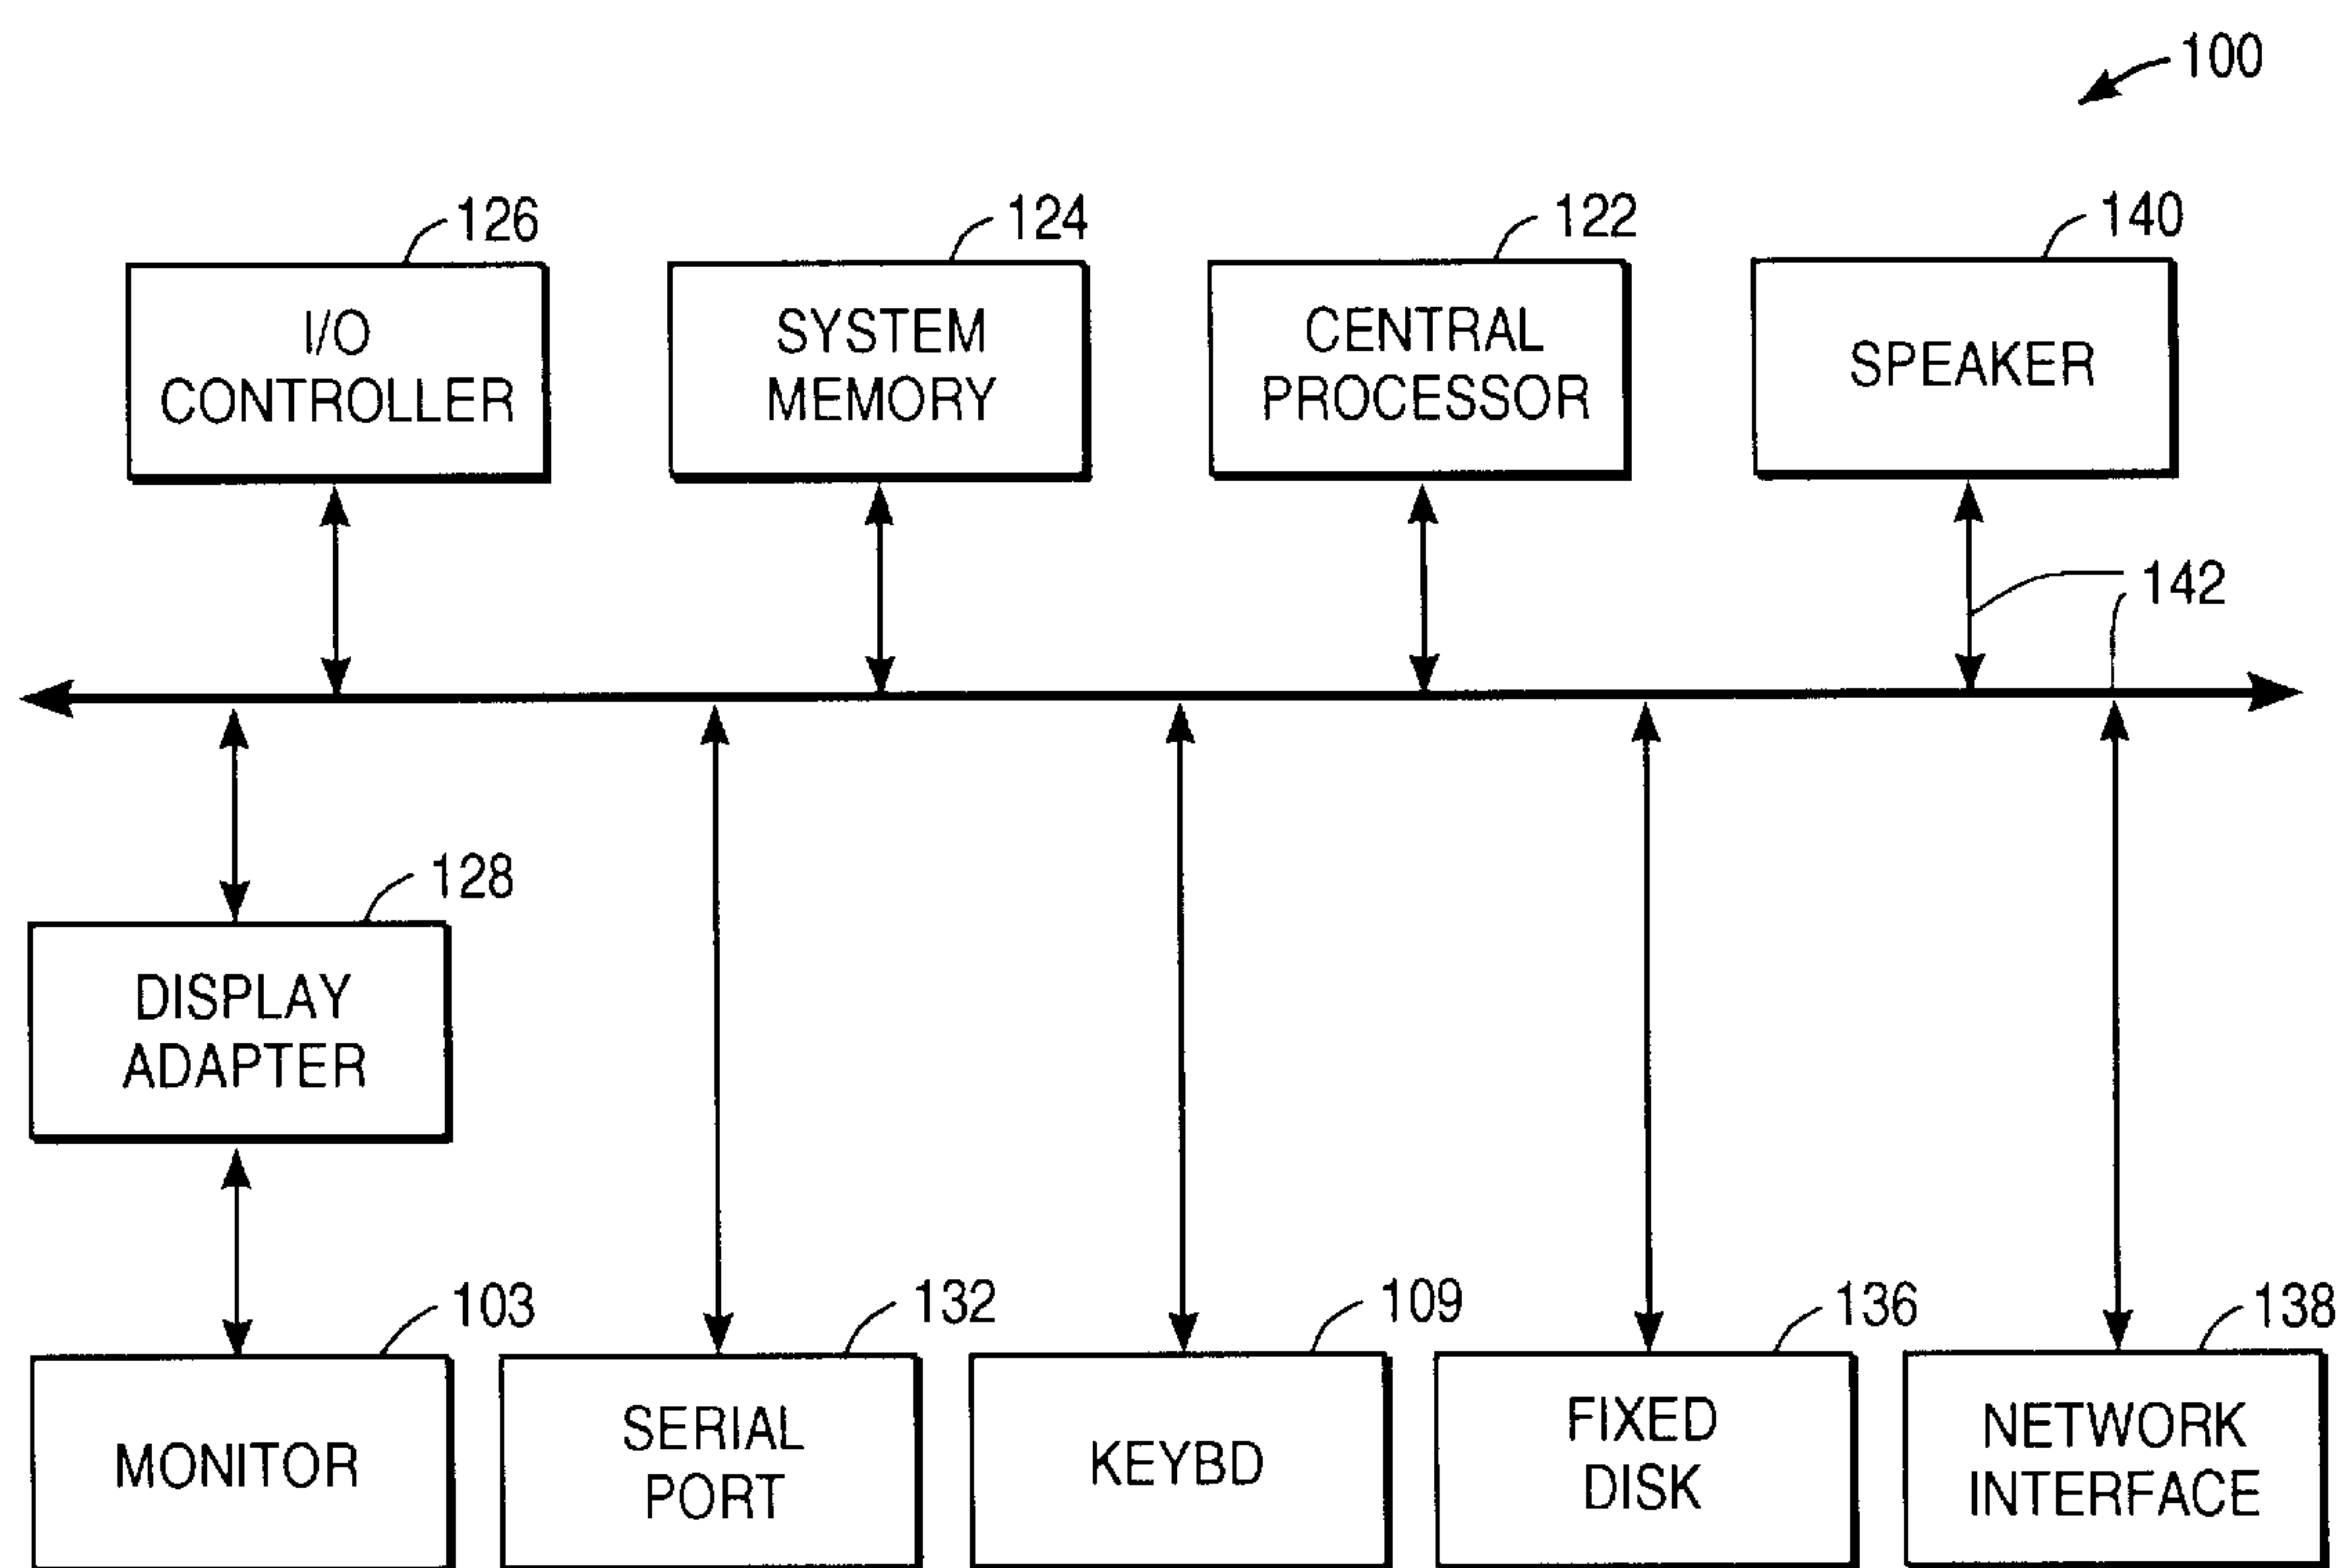 100
126
124
122
140
I/O
CONTROLLER
SYSTEM
MEMORY
CENTRAL
PROCESSOR
SPEAKER
142
128
DISPLAY
ADAPTER
103
132
109
136
138
MONITOR
SERIAL
PORT
KEYBD
FIXED
DISK
NETWORK
INTERFACE